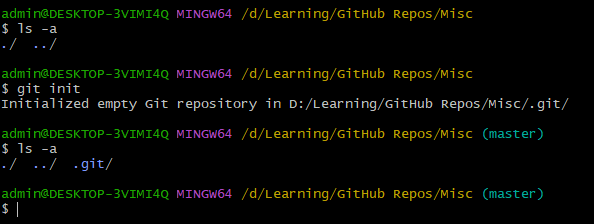 admin@DESKTOP-3VIMI4Q MINGW64 /d/Learning/GitHub Repos/Misc
$ ls -a
./  ../
admin@DESKTOP-3VIMI4Q MINGW64 /d/Learning/GitHub Repos/Misc
$ git init
Initialized empty Git repository in D:/Learning/GitHub Repos/Misc/.git/
admin@DESKTOP-3VIMI4Q MINGW64 /d/Learning/GitHub Repos/Misc (master)
$ ls -a
./  ../  .git/
admin@DESKTOP-3VIMI4Q MINGW64 /d/Learning/GitHub Repos/Misc (master)
$